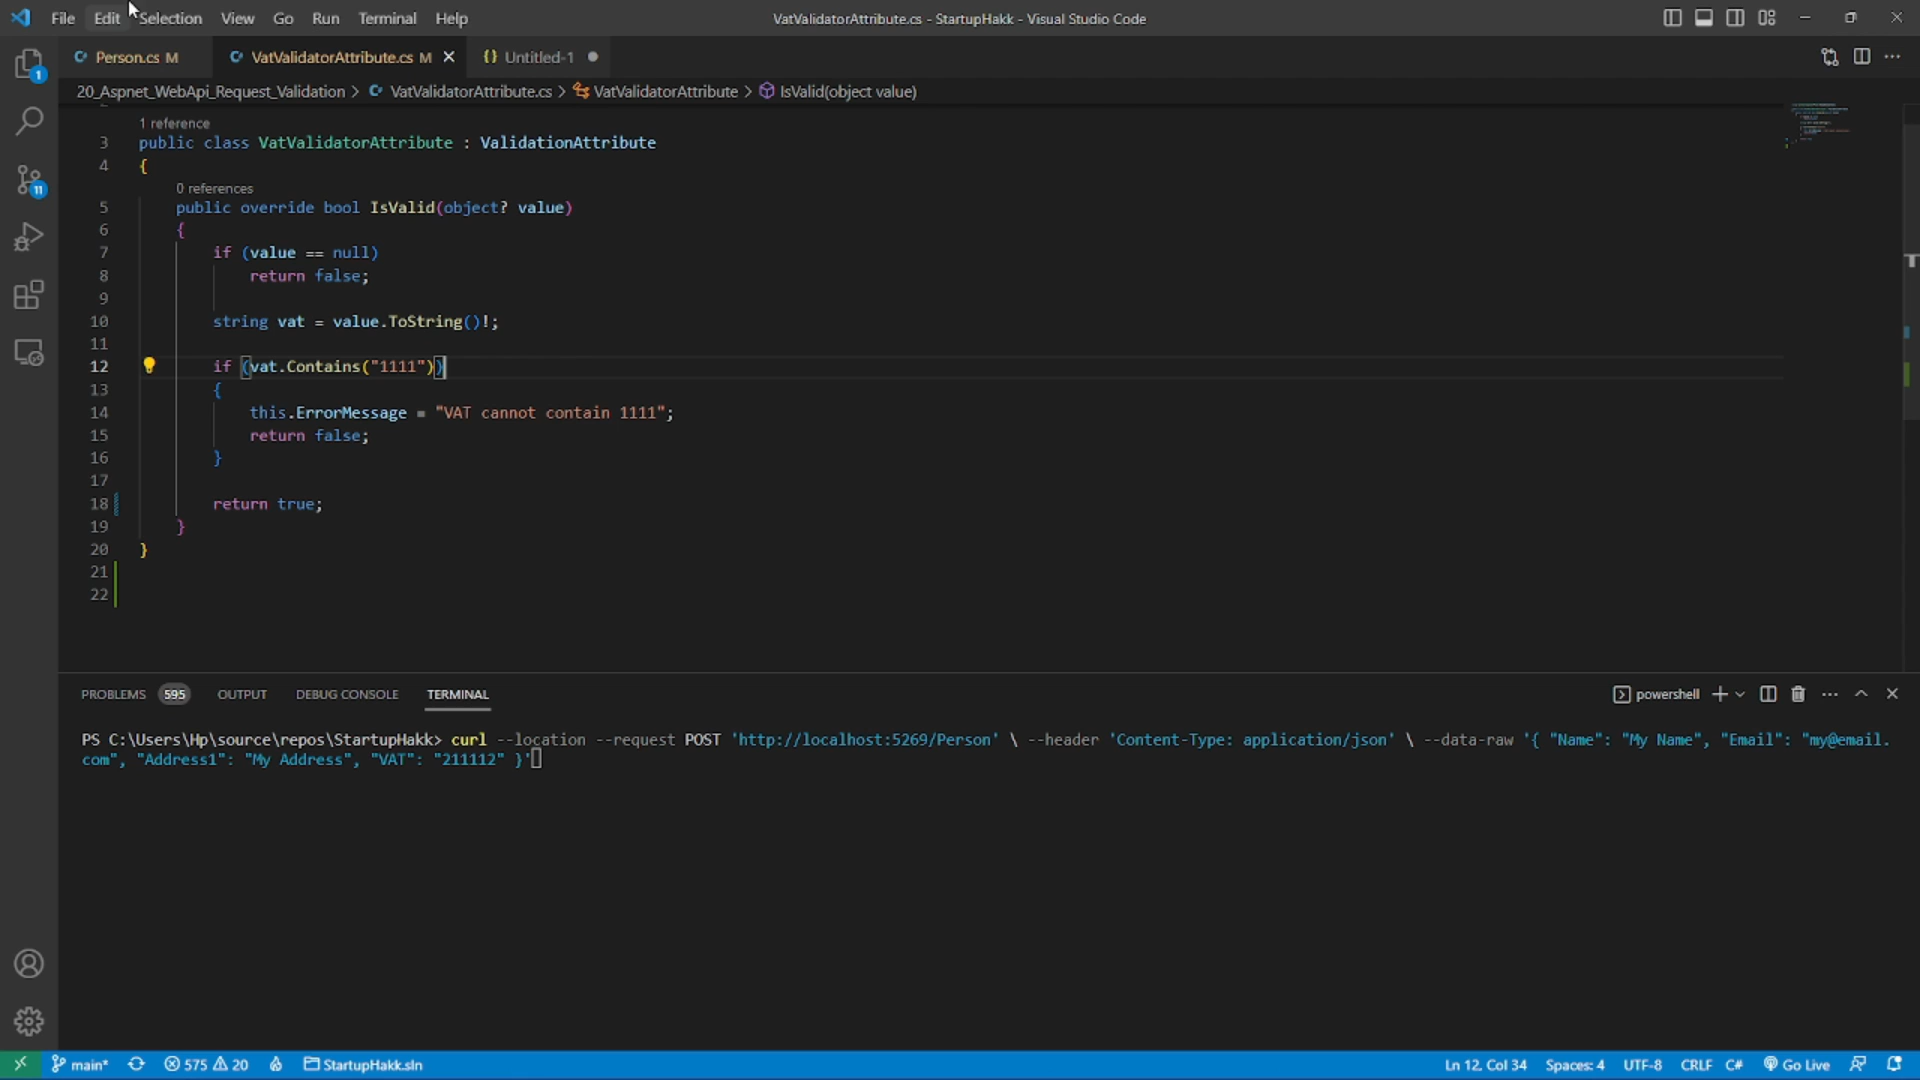 File Edit Selection View Go Run Terminal Help
VatValidatorAttribute.cs - StartupHakk - Visual Studio Code
Person.cs M
VatValidatorAttribute.cs M
{} Untitled-1
20_Aspnet_WebApi_Request_Validation > VatValidatorAttribute.cs > VatValidatorAttribute > IsValid(object value)
1 reference
3 public class VatValidatorAttribute : ValidationAttribute
4 {
0 references
5 public override bool IsValid(object? value)
6 {
7 if (value == null)
8 return false;
9
10 string vat = value.ToString()!;
11
12 if (vat.Contains("1111"))
13 {
14 this.ErrorMessage = "VAT cannot contain 1111";
15 return false;
16 }
17
18 return true;
19 }
20 }
21
22
1
11
PROBLEMS 595 OUTPUT DEBUG CONSOLE TERMINAL
powershell
PS C:\Users\Hp\source\repos\StartupHakk> curl --location --request POST 'http://localhost:5269/Person' \ --header 'Content-Type: application/json' \ --data-raw '{ "Name": "My Name", "Email": "my@email.
com", "Address1": "My Address", "VAT": "211112" }'
main* 575 20 StartupHakk.sln
Ln 12, Col 34 Spaces: 4 UTF-8 CRLF C# Go Live